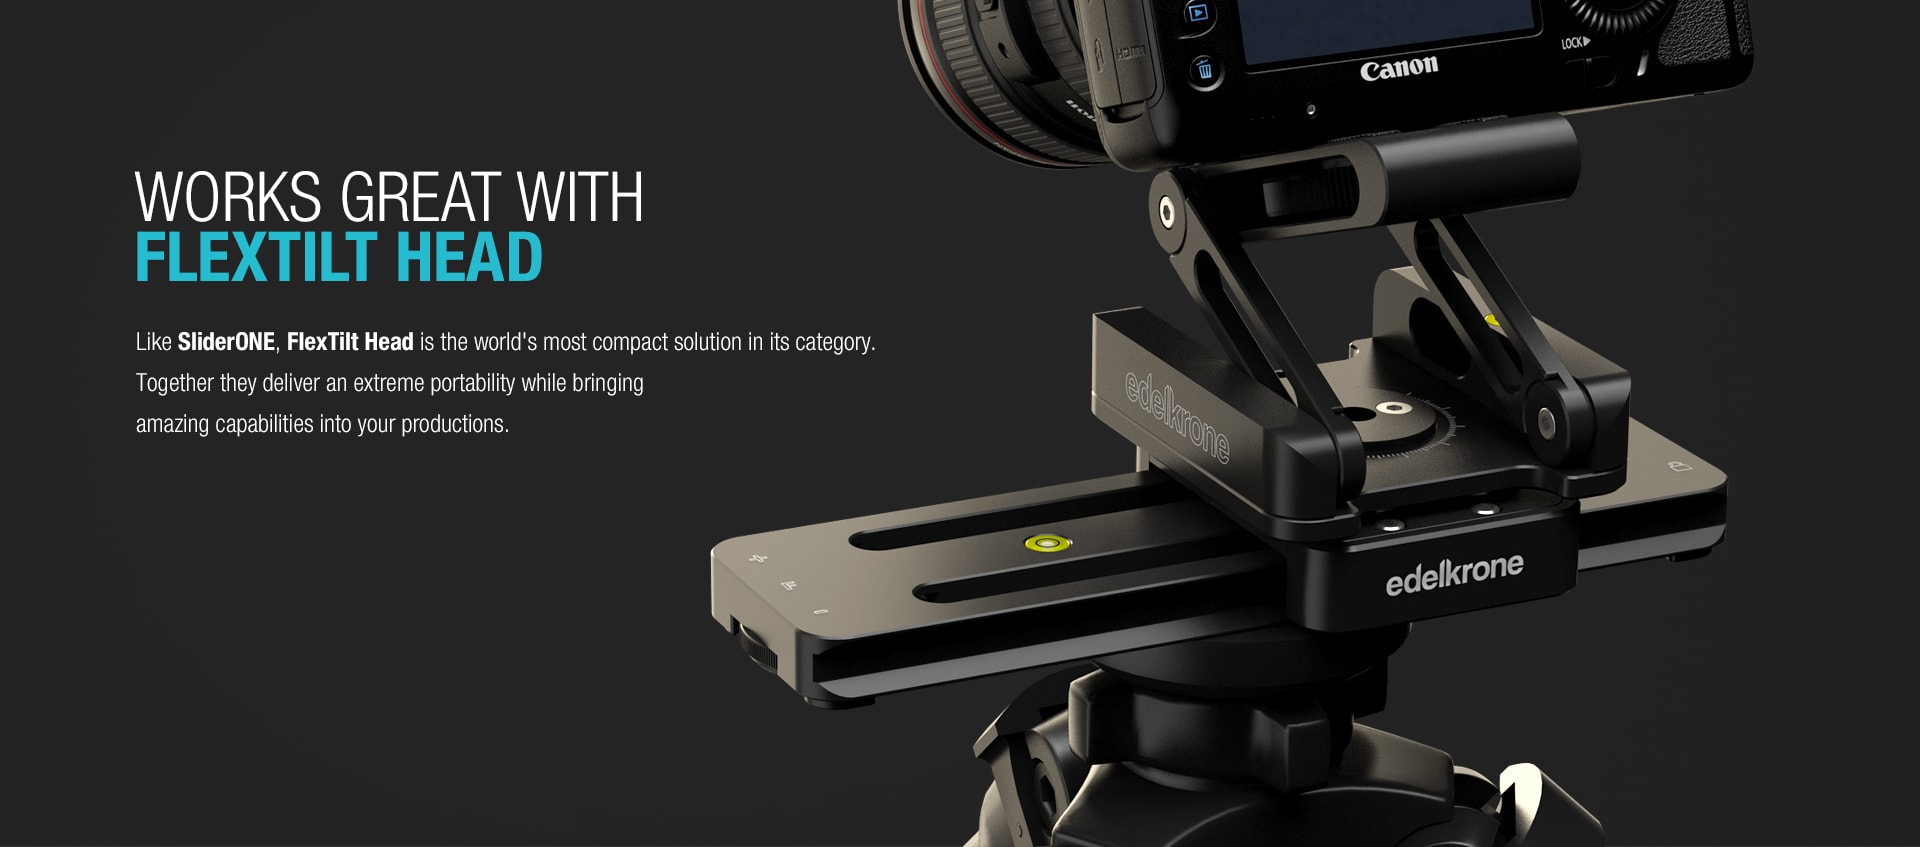 HDMI
Canon
LOCK▶
WORKS GREAT WITH
FLEXTILT HEAD
Like SliderONE, FlexTilt Head is the world's most compact solution in its category.
Together they deliver an extreme portability while bringing
amazing capabilities into your productions.
edelkrone
edelkrone